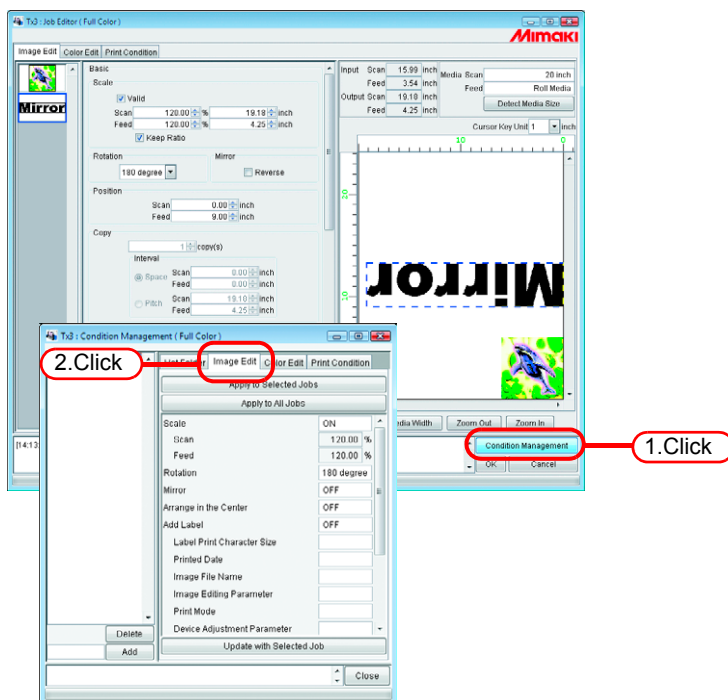 Tx3 : Job Editor ( Full Color )
Mimaki
Image Edit Color Edit Print Condition
Mirror
Basic
Scale
Valid
Scan 120.00 % 19.18 inch
Feed 120.00 % 4.25 inch
Keep Ratio
Rotation Mirror
180 degree Reverse
Position
Scan 0.00 inch
Feed 9.00 inch
Copy
1 copy(s)
Interval
Space Scan 0.00 inch
Feed 0.00 inch
Pitch Scan 19.10 inch
Feed 4.25 inch
Input Scan 15.99 inch
Feed 3.54 inch
Output Scan 19.10 inch
Feed 4.25 inch
Media Scan 20 inch
Feed Roll Media
Detect Media Size
Cursor Key Unit 1 inch
10 0
20
10
Mirror
Media Width Zoom Out Zoom In
Condition Management
OK Cancel
1.Click
[14:13:
Tx3 : Condition Management ( Full Color )
2.Click
Hot Folder Image Edit Color Edit Print Condition
Apply to Selected Jobs
Apply to All Jobs
Scale ON
Scan 120.00 %
Feed 120.00 %
Rotation 180 degree
Mirror OFF
Arrange in the Center OFF
Add Label OFF
Label Print Character Size
Printed Date
Image File Name
Image Editing Parameter
Print Mode
Device Adjustment Parameter
Update with Selected Job
Delete
Add
Close